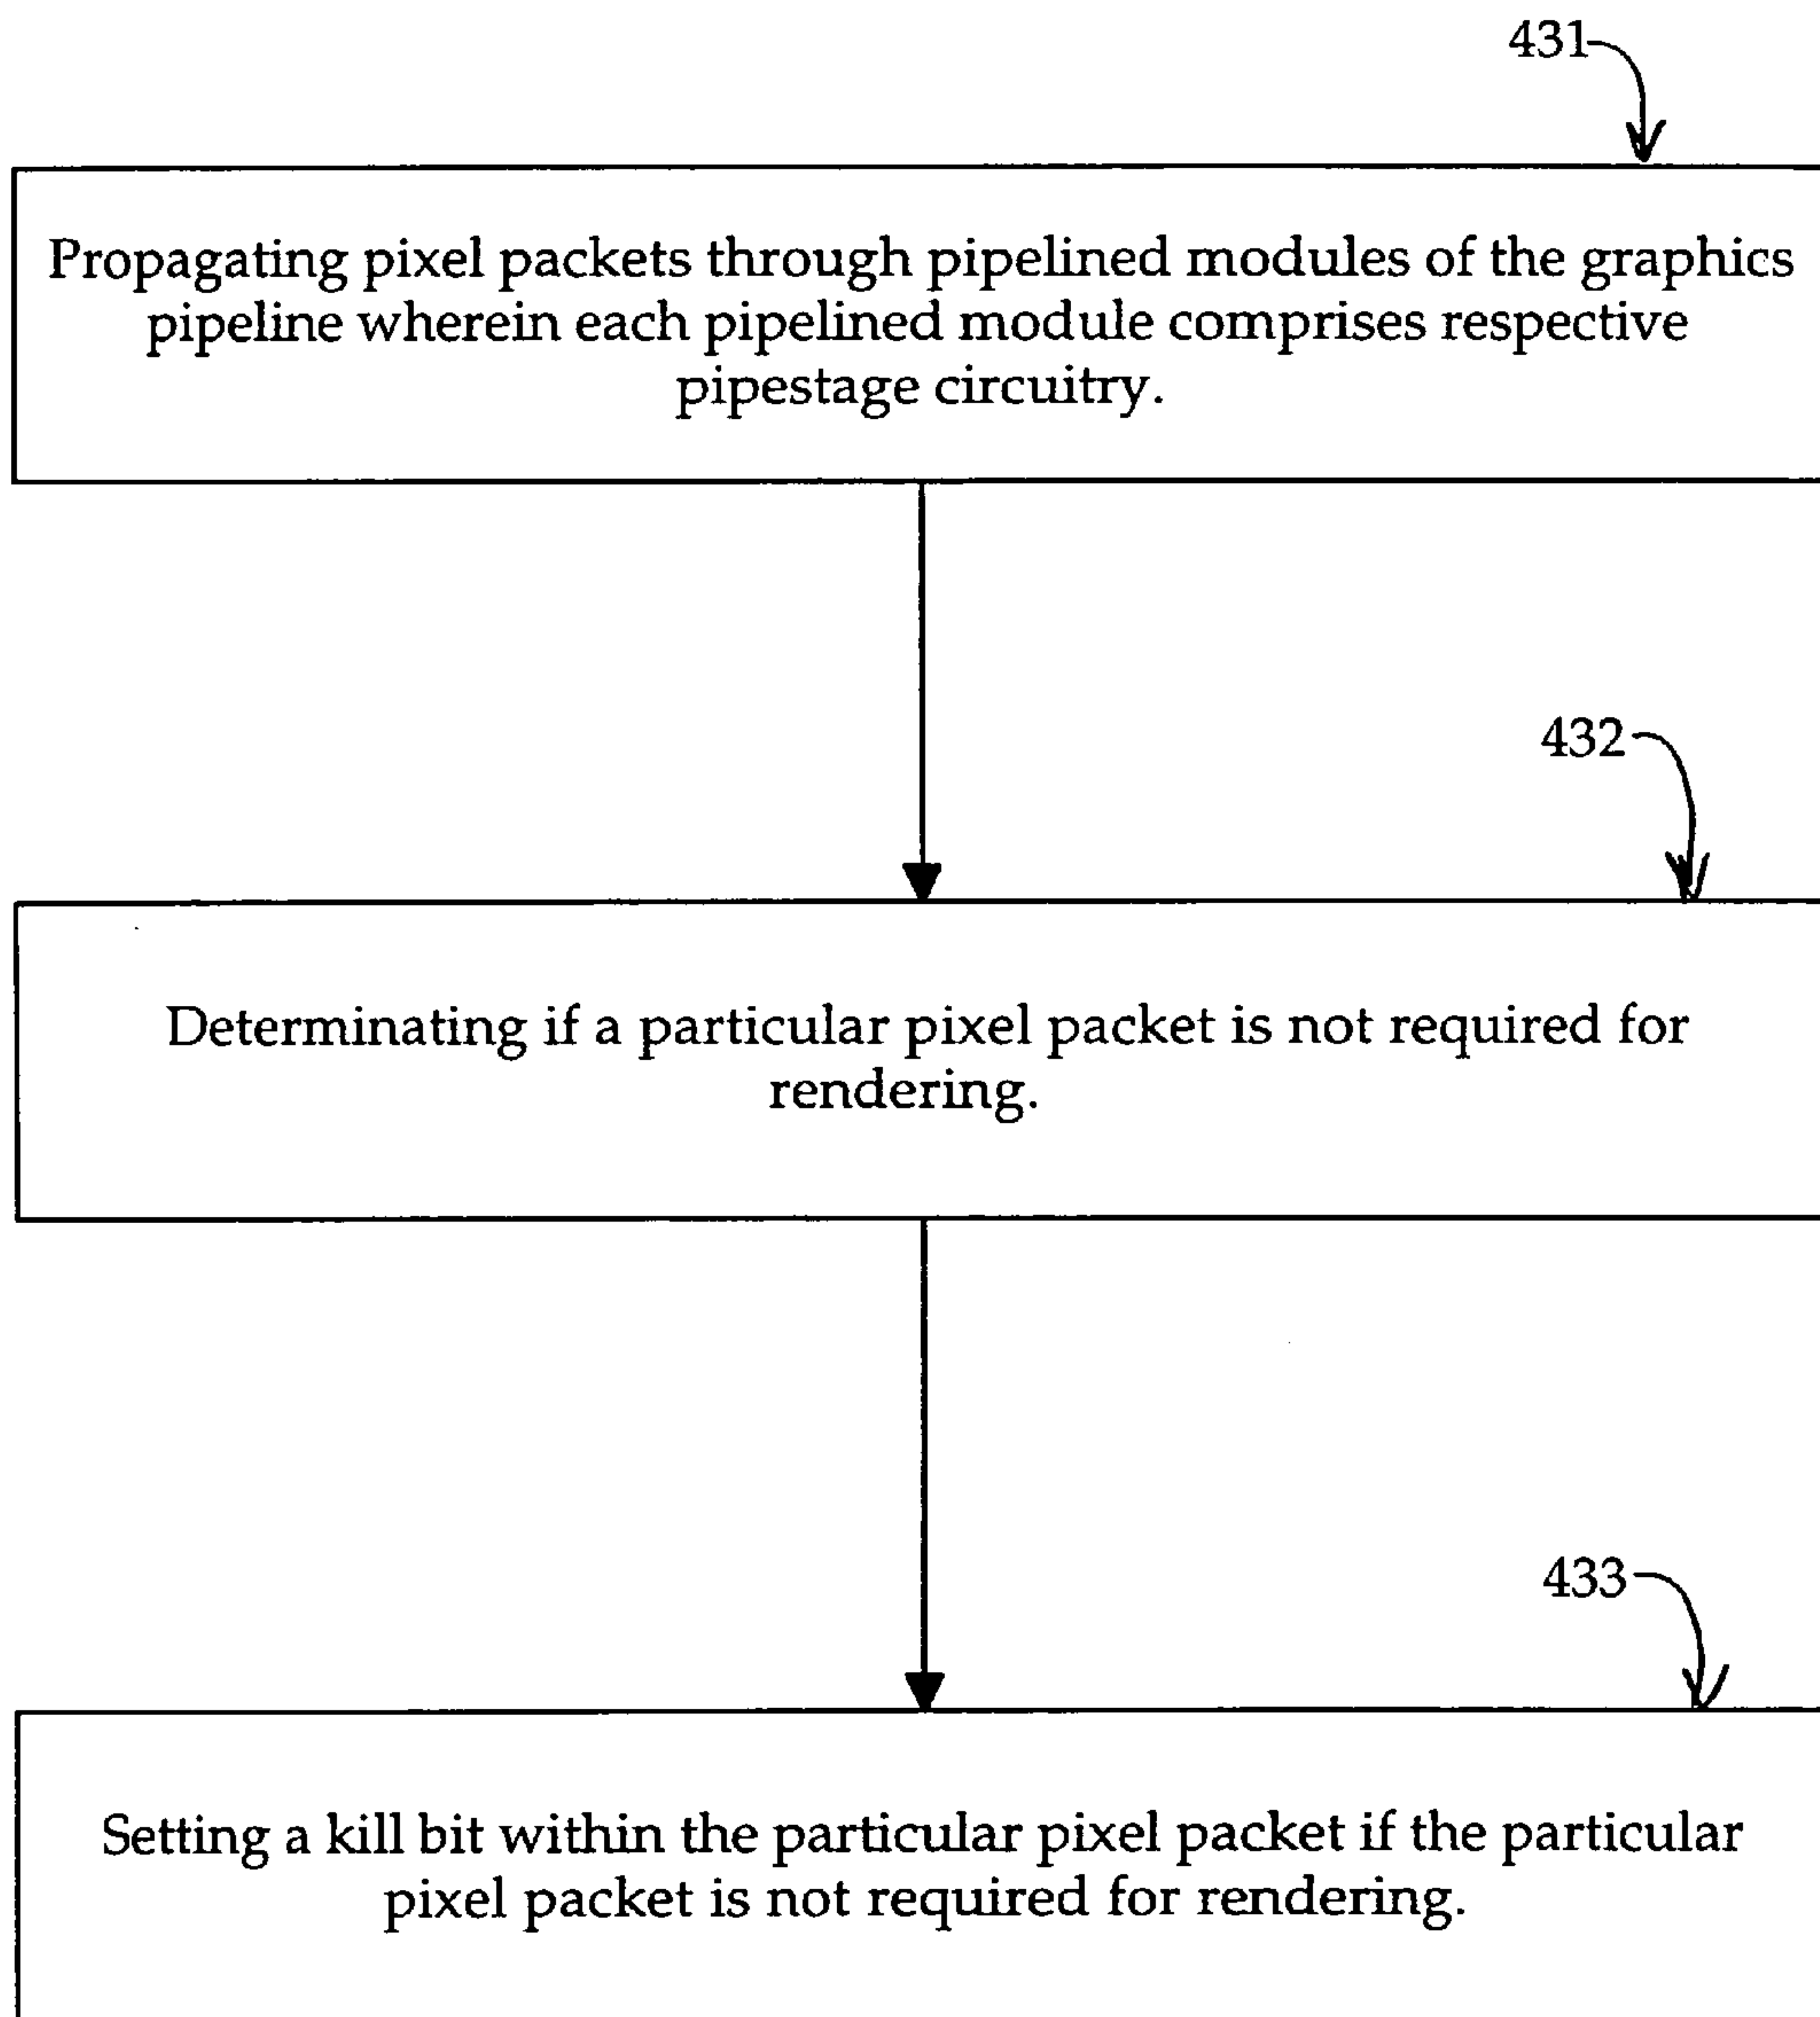 431
Propagating pixel packets through pipelined modules of the graphics
pipeline wherein each pipelined module comprises respective
pipestage circuitry.
432
Determinating if a particular pixel packet is not required for
rendering.
433
Setting a kill bit within the particular pixel packet if the particular
pixel packet is not required for rendering.